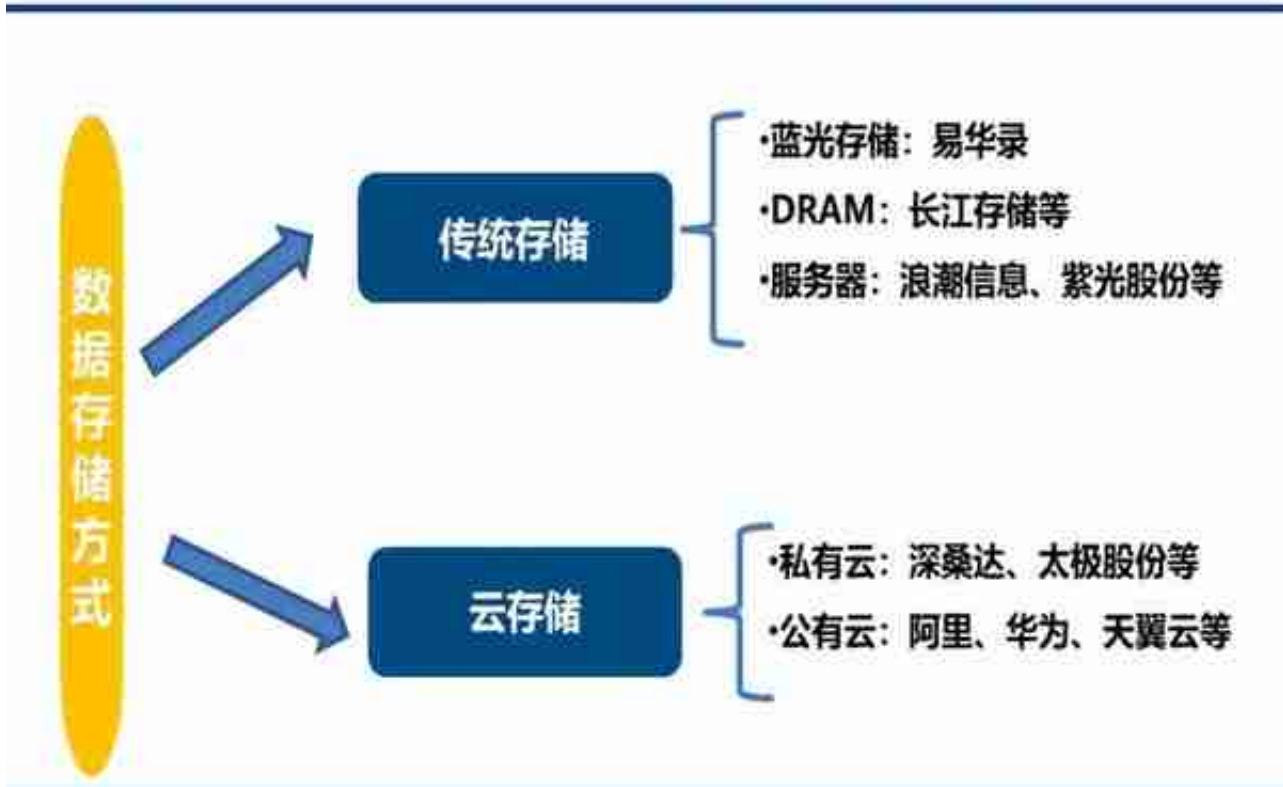 数据存储方式
传统存储
·蓝光存储：易华录
·DRAM：长江存储等
·服务器：浪潮信息、紫光股份等
云存储
·私有云：深桑达、太极股份等
·公有云：阿里、华为、天翼云等